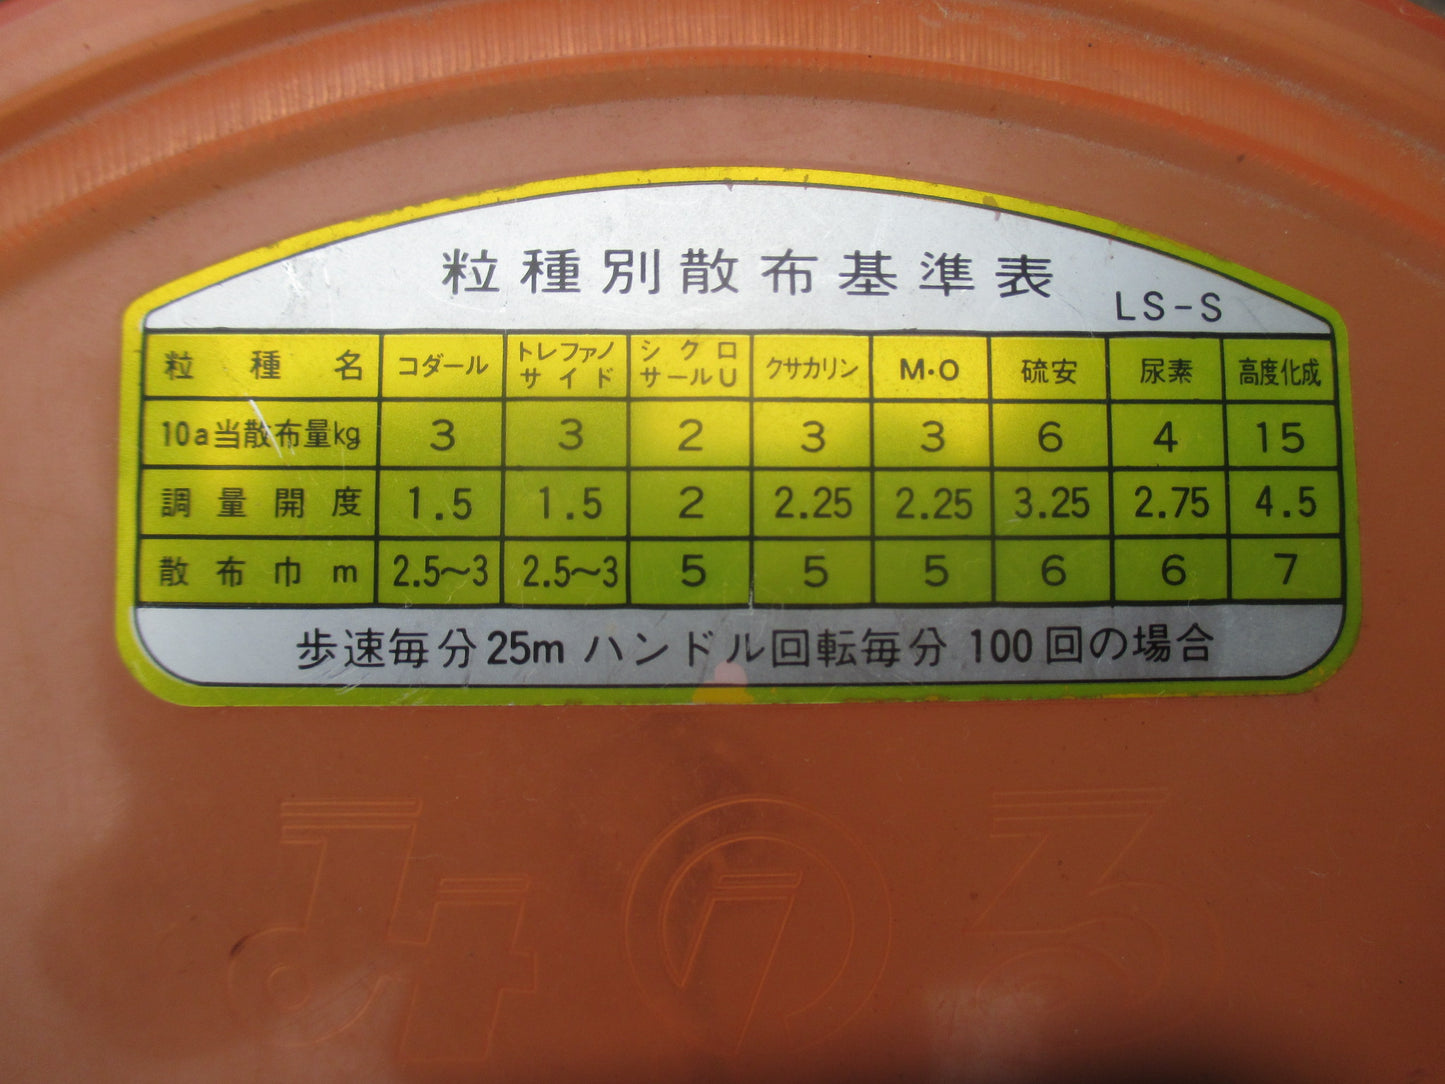 粒種別散布基準表
LS-S
粒種名 コダール トレファノサイド シクロサールU クサカリン M・O 硫安 尿素 高度化成
10a当散布量kg 3 3 2 3 3 6 4 15
調量開度 1.5 1.5 2 2.25 2.25 3.25 2.75 4.5
散布巾m 2.5〜3 2.5〜3 5 5 5 6 6 7
歩速毎分25m ハンドル回転毎分 100回の場合
みのる